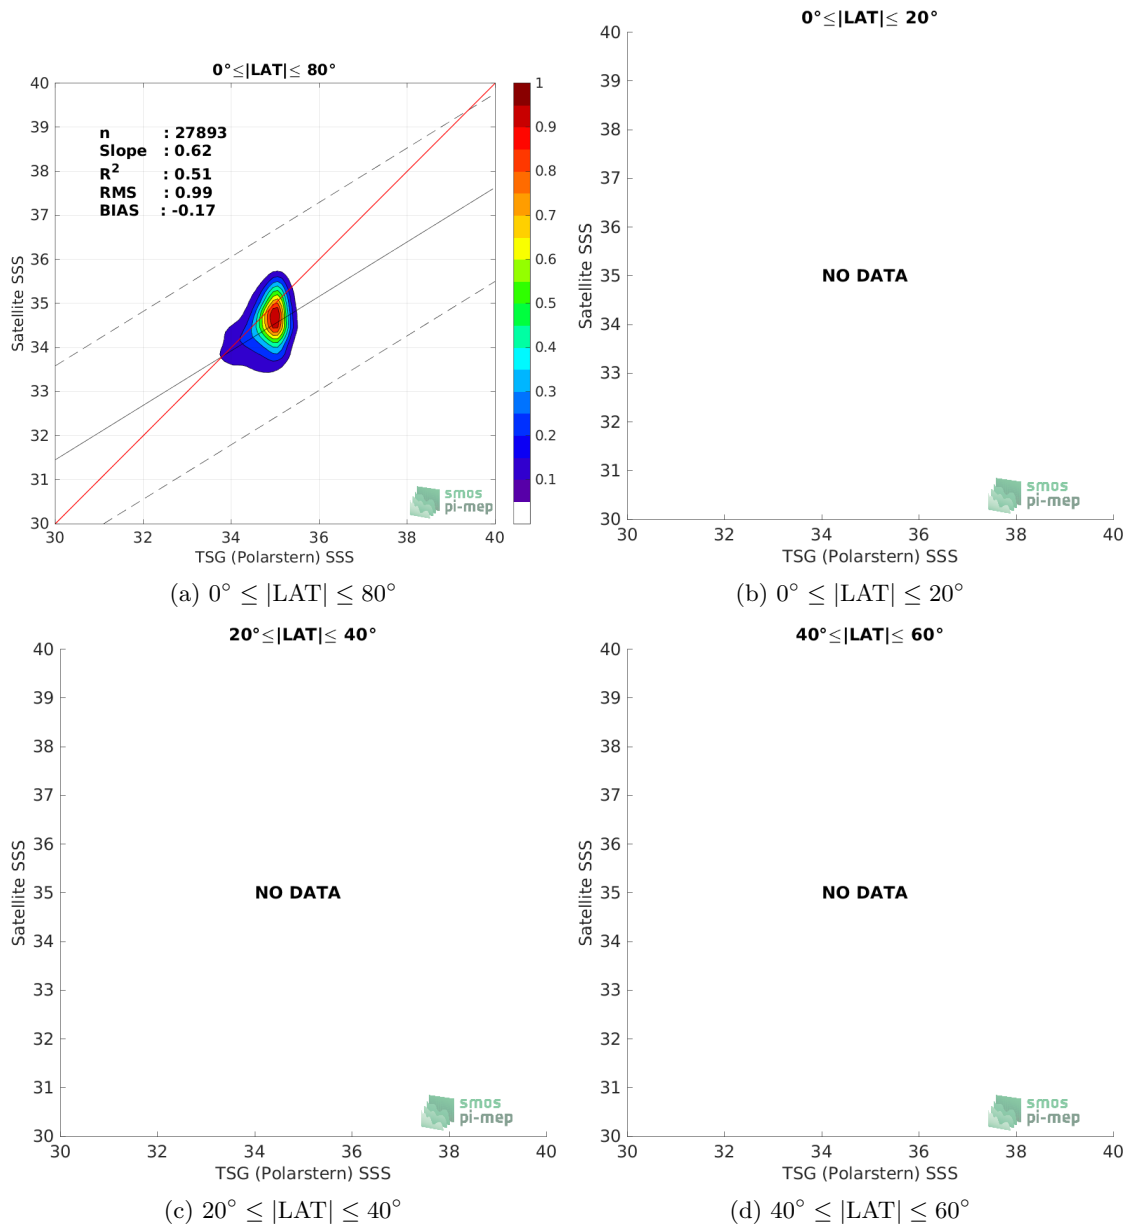 0°≤|LAT|≤ 80°
40
39
38
37
36
35
34
33
32
31
30
n : 27893
Slope : 0.62
R² : 0.51
RMS : 0.99
BIAS : -0.17
Satellite SSS
30 32 34 36 38 40
TSG (Polarstern) SSS
1
0.9
0.8
0.7
0.6
0.5
0.4
0.3
0.2
0.1
smos
pi-mep
(a) 0° ≤ |LAT| ≤ 80°
0°≤|LAT|≤ 20°
40
39
38
37
36
35
34
33
32
31
30
Satellite SSS
NO DATA
smos
pi-mep
30 32 34 36 38 40
TSG (Polarstern) SSS
(b) 0° ≤ |LAT| ≤ 20°
20°≤|LAT|≤ 40°
40
39
38
37
36
35
34
33
32
31
30
Satellite SSS
NO DATA
smos
pi-mep
30 32 34 36 38 40
TSG (Polarstern) SSS
(c) 20° ≤ |LAT| ≤ 40°
40°≤|LAT|≤ 60°
40
39
38
37
36
35
34
33
32
31
30
Satellite SSS
NO DATA
smos
pi-mep
30 32 34 36 38 40
TSG (Polarstern) SSS
(d) 40° ≤ |LAT| ≤ 60°